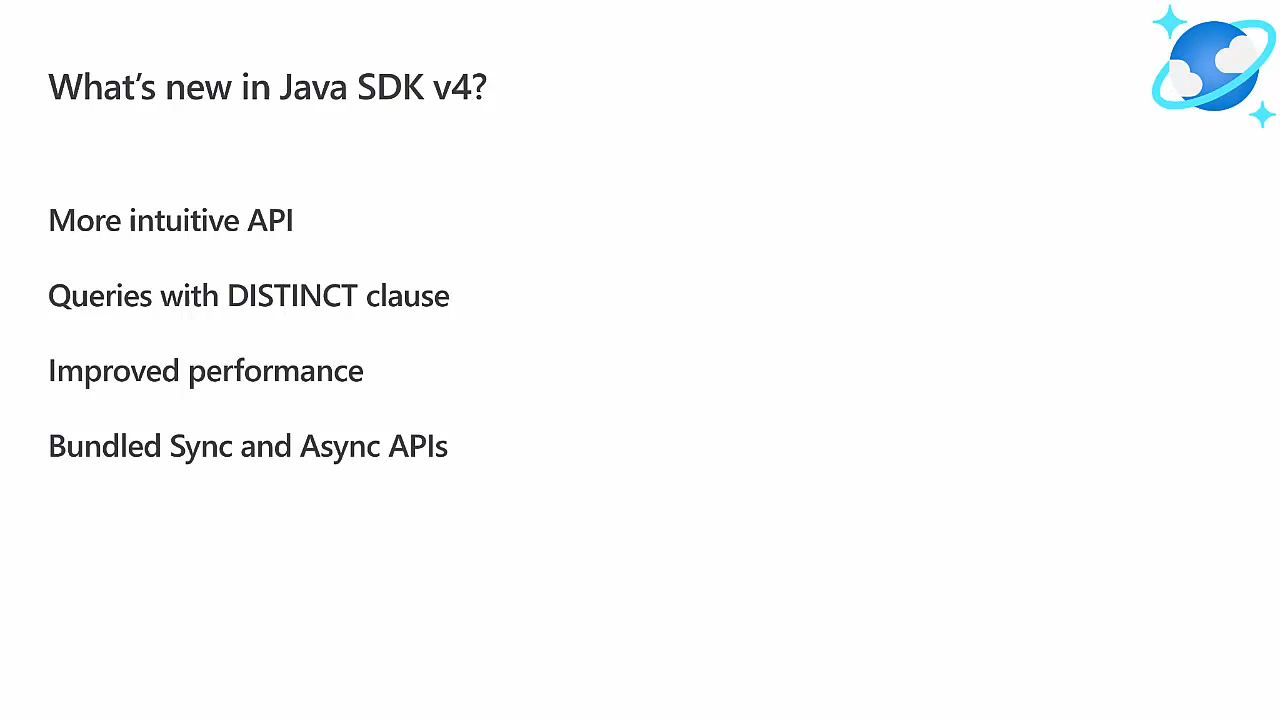 What’s new in Java SDK v4?
More intuitive API
Queries with DISTINCT clause
Improved performance
Bundled Sync and Async APIs